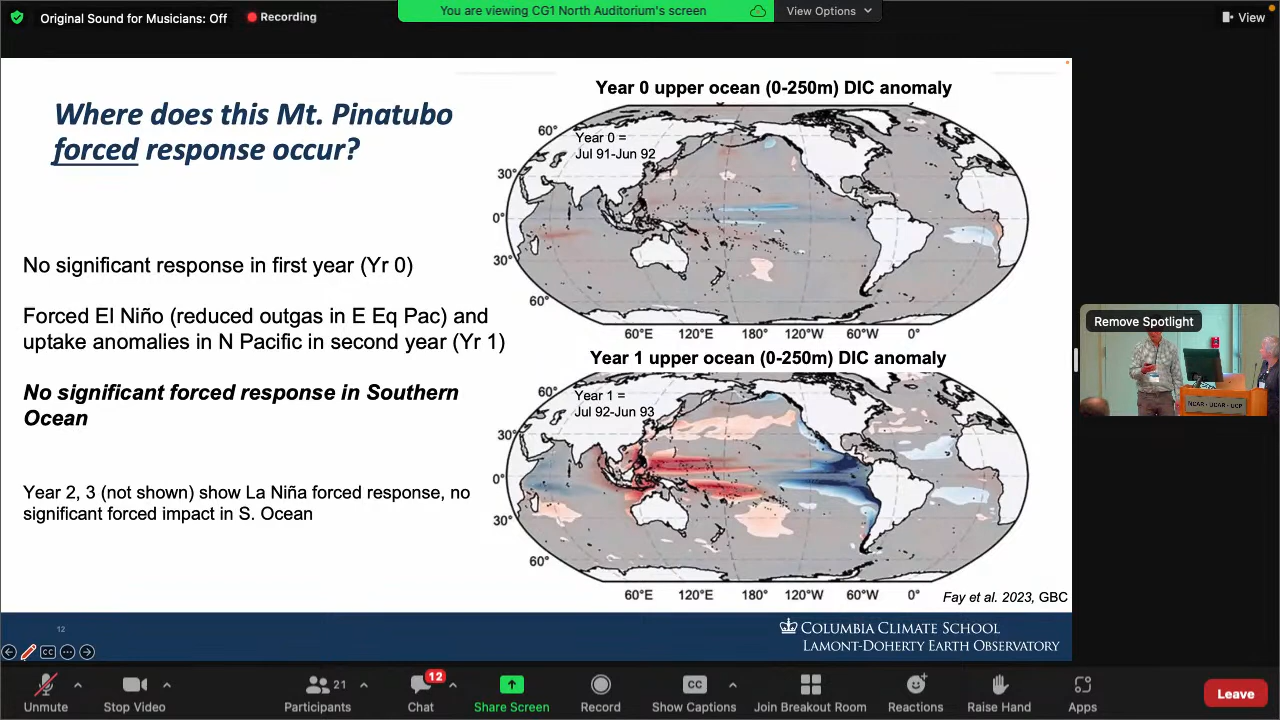 Original Sound for Musicians: Off
Recording
You are viewing CG1 North Auditorium's screen
View Options
View
Where does this Mt. Pinatubo
forced response occur?
No significant response in first year (Yr 0)
Forced El Niño (reduced outgas in E Eq Pac) and
uptake anomalies in N Pacific in second year (Yr 1)
No significant forced response in Southern
Ocean
Year 2, 3 (not shown) show La Niña forced response, no
significant forced impact in S. Ocean
Year 0 upper ocean (0-250m) DIC anomaly
Year 0 =
Jul 91-Jun 92
60°
30°
0°
30°
60°
60°E 120°E 180° 120°W 60°W 0°
Year 1 upper ocean (0-250m) DIC anomaly
Year 1 =
Jul 92-Jun 93
60°
30°
0°
30°
60°
60°E 120°E 180° 120°W 60°W 0°
Fay et al. 2023, GBC
12
COLUMBIA CLIMATE SCHOOL
LAMONT-DOHERTY EARTH OBSERVATORY
CC
Remove Spotlight
NCAR - UCAR - UCP
Unmute
Stop Video
21
Participants
12
Chat
Share Screen
Record
CC
Show Captions
Join Breakout Room
Reactions
Raise Hand
Apps
Leave